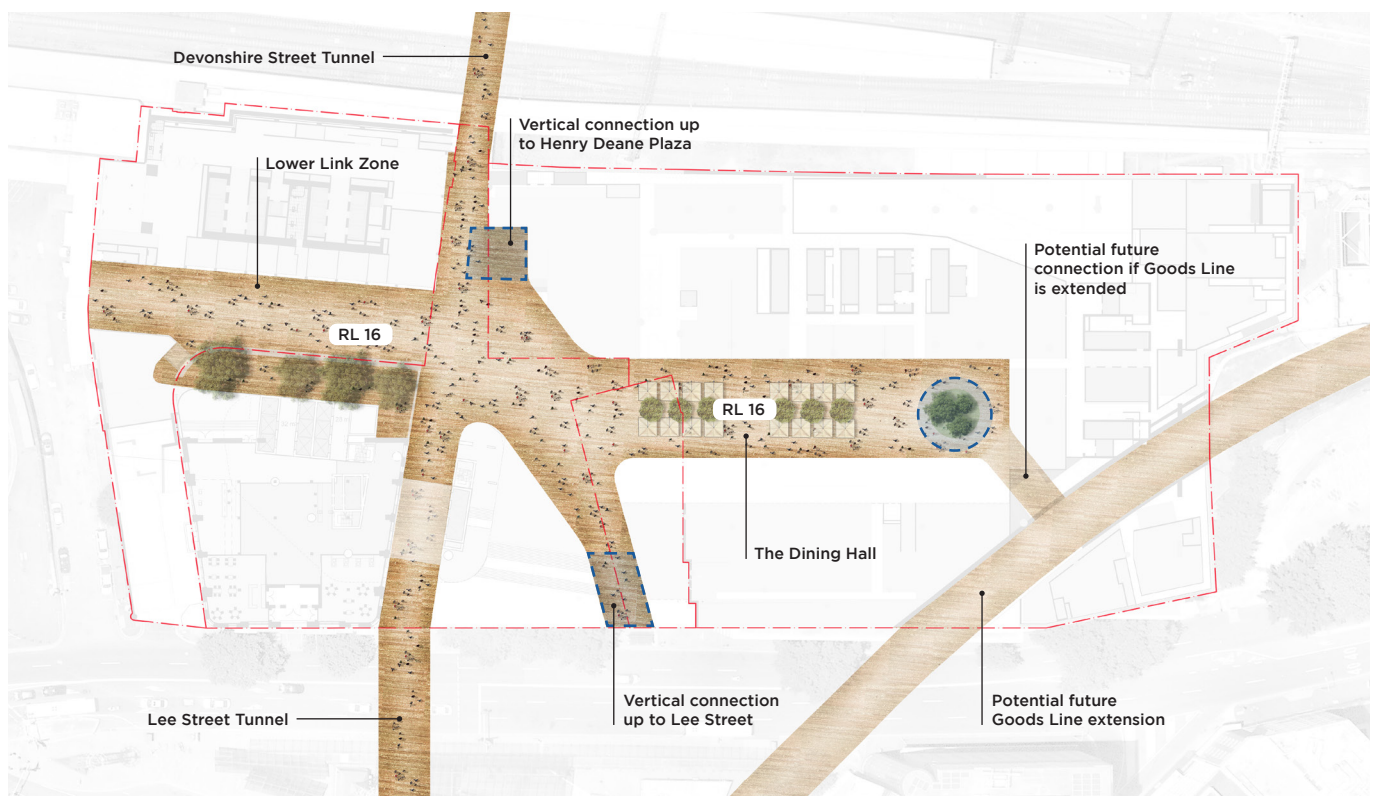 Devonshire Street Tunnel
Vertical connection up
to Henry Deane Plaza
Lower Link Zone
Potential future
connection if Goods Line
is extended
RL 16
RL 16
The Dining Hall
Lee Street Tunnel
Vertical connection
up to Lee Street
Potential future
Goods Line extension